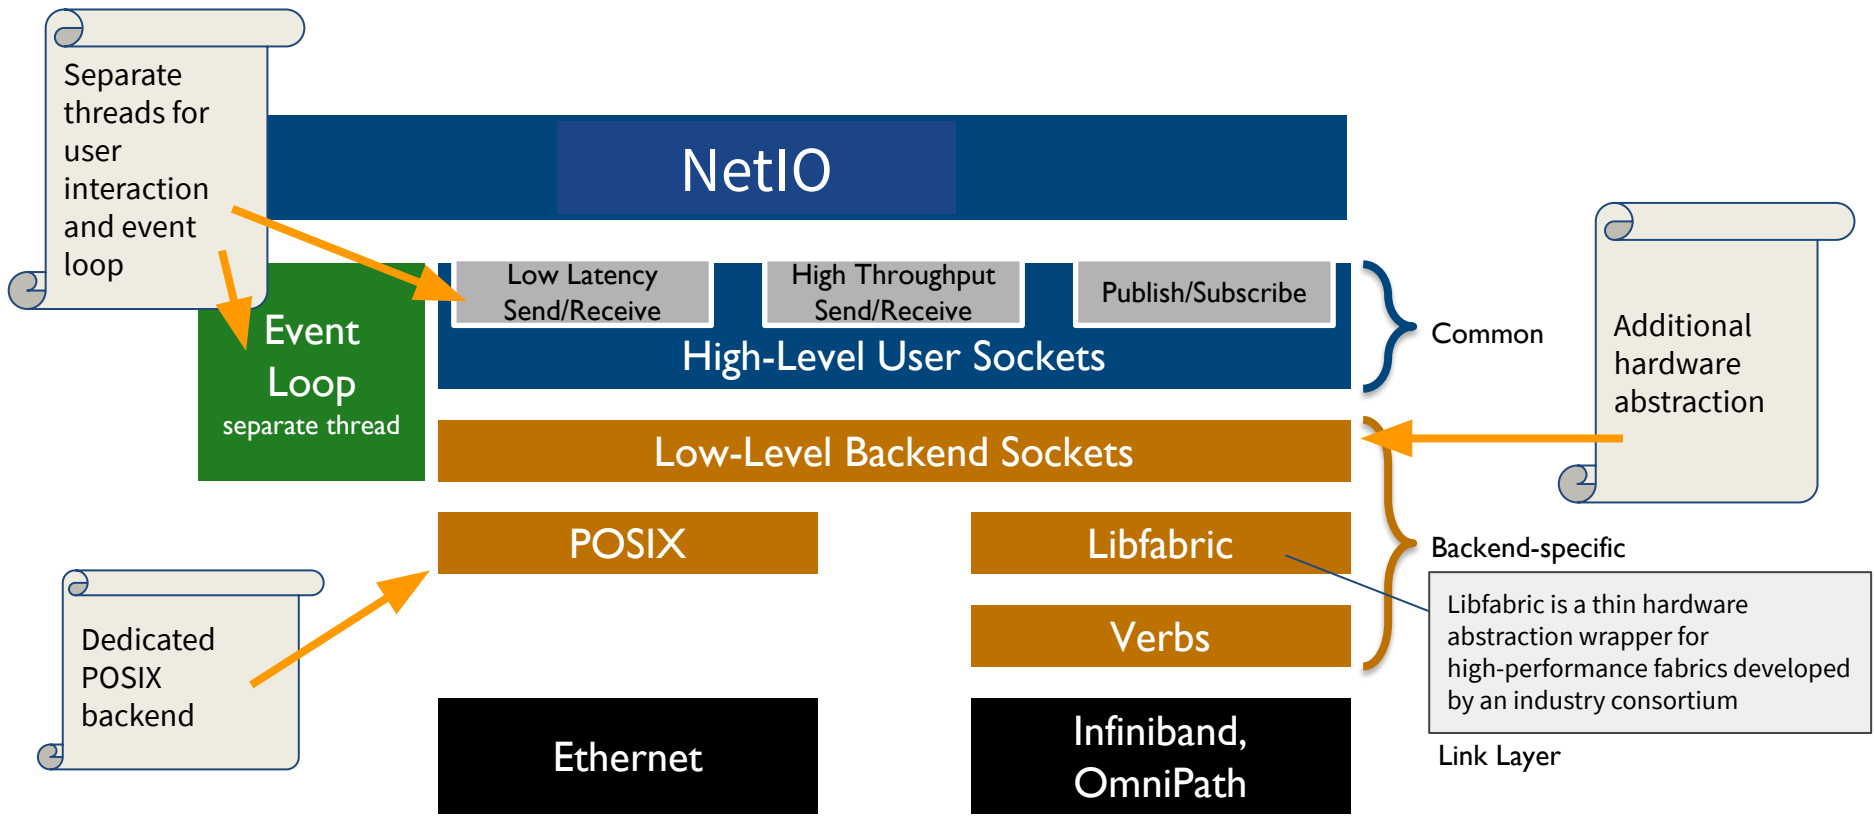 Separate
threads for
user
interaction
and event
loop
NetIO
Low Latency
Send/Receive
High Throughput
Send/Receive
Publish/Subscribe
High-Level User Sockets
Common
Event
Loop
separate thread
Additional
hardware
abstraction
Low-Level Backend Sockets
POSIX
Libfabric
Backend-specific
Verbs
Libfabric is a thin hardware
abstraction wrapper for
high-performance fabrics developed
by an industry consortium
Dedicated
POSIX
backend
Ethernet
Infiniband,
OmniPath
Link Layer